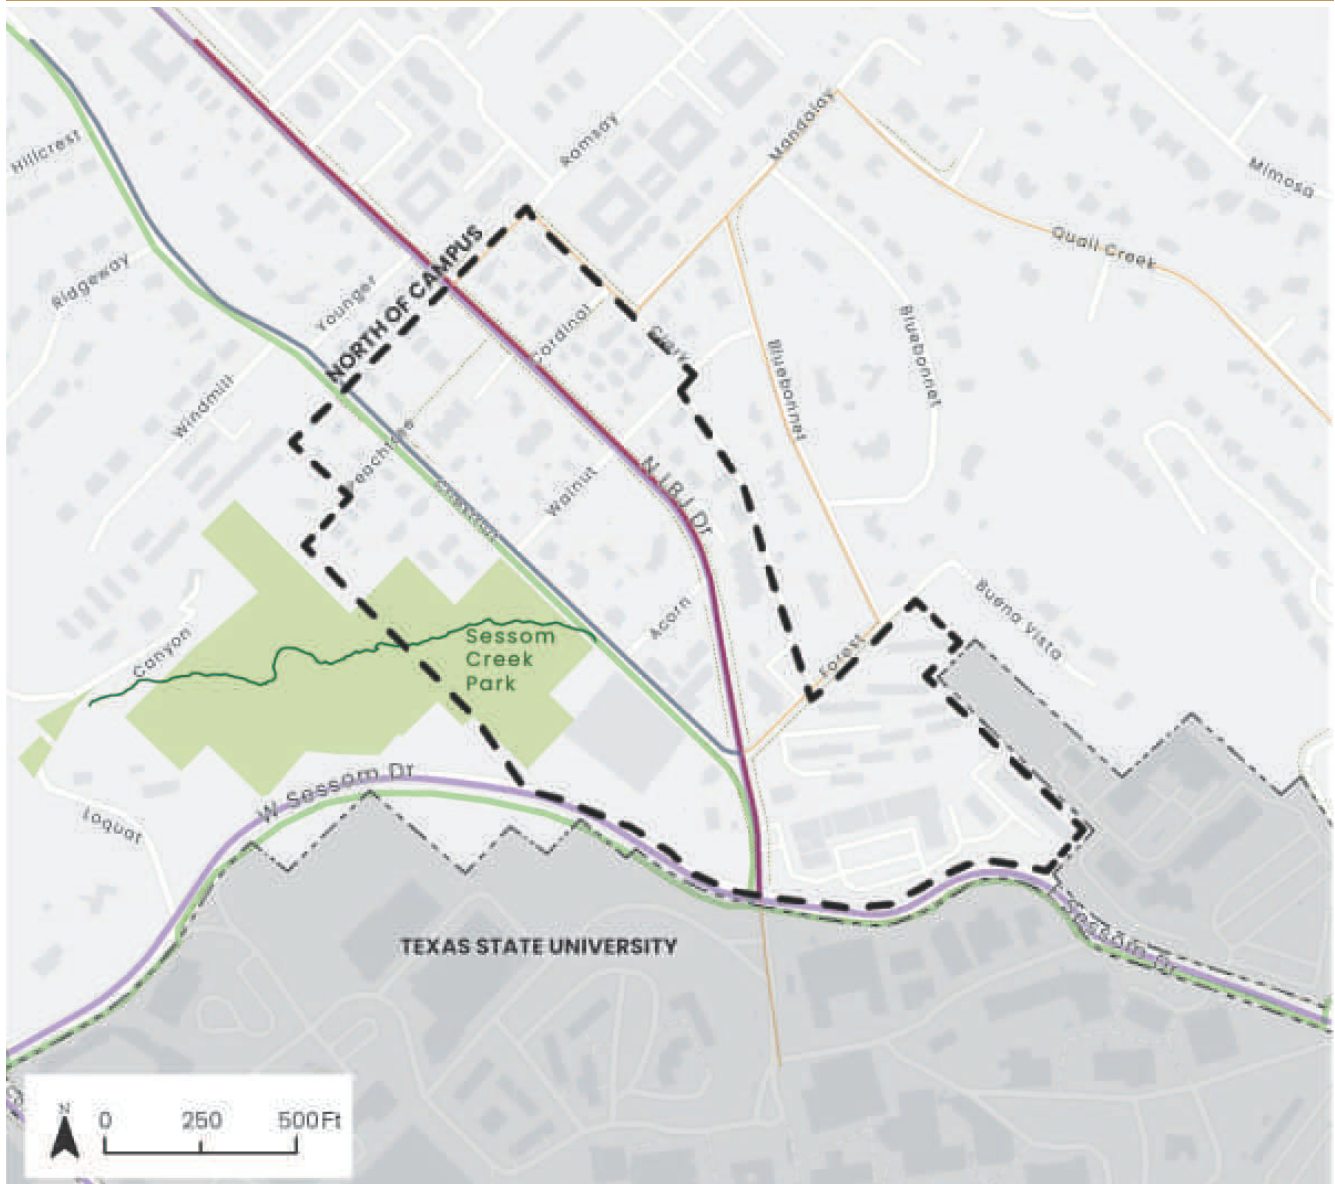 Hillcrest
Ramsay
Mandalay
Mimosa
Ridgeway
Quail Creek
Younger
NORTH OF CAMPUS
Cardinal
Clark
Bluebonnet
Bluebonnet
Windmill
Peachtree
Chestnut
Walnut
N LBJ Dr
Acorn
Buena Vista
Forest
Canyon
Sessom
Creek
Park
W Sessom Dr
Loquat
Sessom Dr
TEXAS STATE UNIVERSITY
N
0 250 500Ft